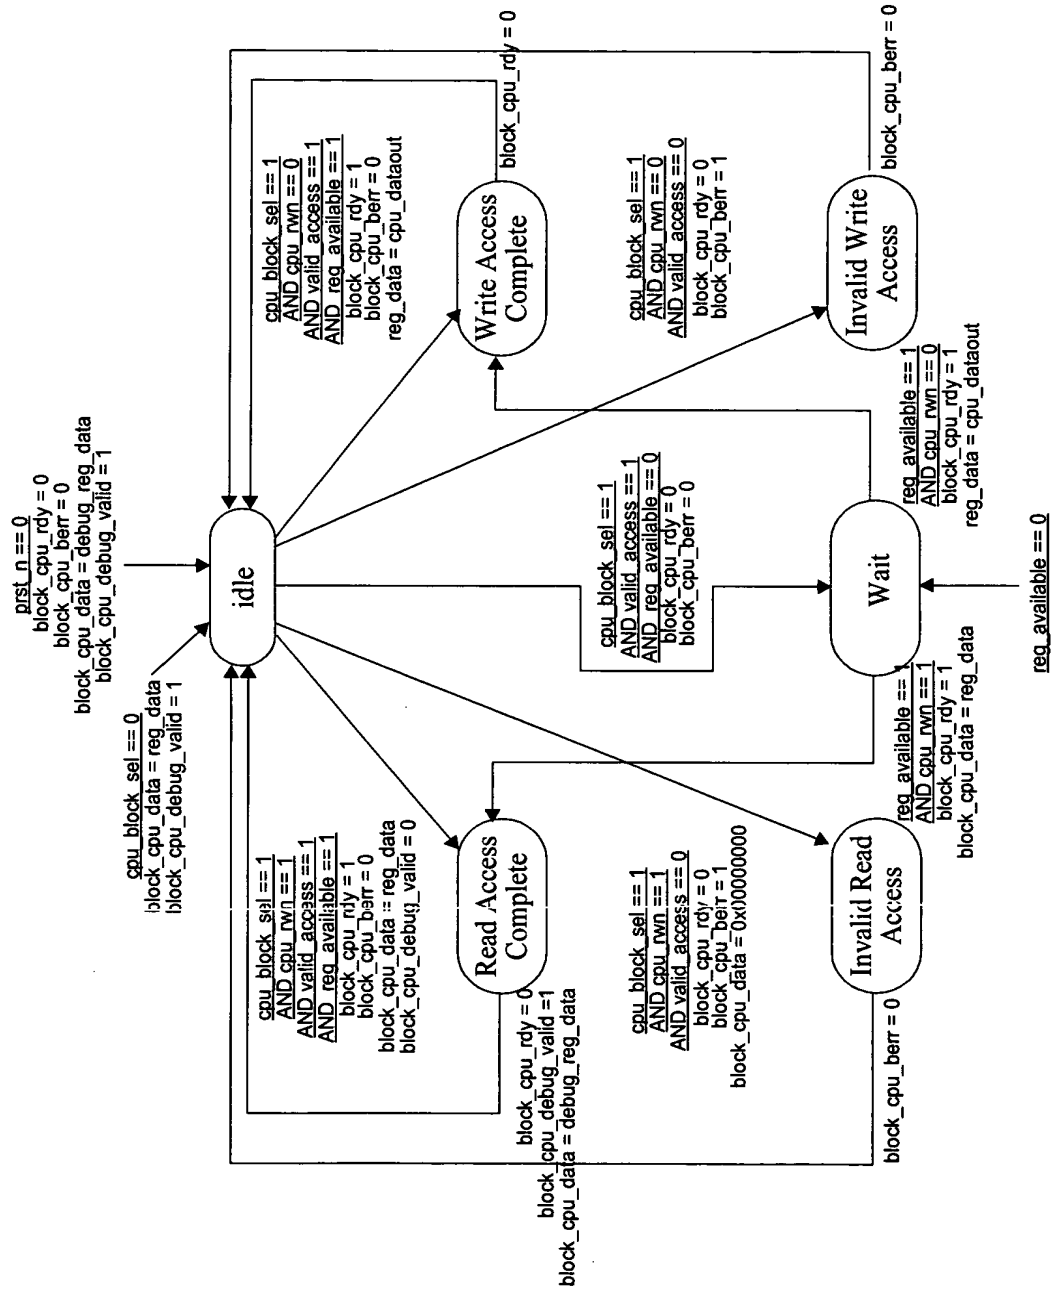 prst_n == 0
block_cpu_rdy = 0
block_cpu_berr = 0
block_cpu_data = debug_reg_data
block_cpu_debug_valid = 1
cpu_block_sel == 0
block_cpu_data = reg_data
block_cpu_debug_valid = 1
idle
cpu_block_sel == 1
AND cpu_rwn == 1
AND valid_access == 1
AND reg_available == 1
block_cpu_rdy = 1
block_cpu_berr = 0
block_cpu_data = reg_data
block_cpu_debug_valid = 0
cpu_block_sel == 1
AND valid_access == 1
AND reg_available == 0
block_cpu_rdy = 0
block_cpu_berr = 0
cpu_block_sel == 1
AND cpu_rwn == 0
AND valid_access == 1
AND reg_available == 1
block_cpu_rdy = 1
block_cpu_berr = 0
reg_data = cpu_dataout
Read Access
Complete
Write Access
Complete
block_cpu_rdy = 0
block_cpu_debug_valid =1
block_cpu_data = debug_reg_data
block_cpu_rdy = 0
cpu_block_sel == 1
AND cpu_rwn == 1
AND valid_access == 0
block_cpu_rdy = 0
block_cpu_berr = 1
block_cpu_data = 0x00000000
cpu_block_sel == 1
AND cpu_rwn == 0
AND valid_access == 0
block_cpu_rdy = 0
block_cpu_berr = 1
Invalid Read
Access
Wait
Invalid Write
Access
block_cpu_berr = 0
reg_available == 1
AND cpu_rwn == 1
block_cpu_rdy = 1
block_cpu_data = reg_data
reg_available == 1
AND cpu_rwn == 0
block_cpu_rdy = 1
reg_data = cpu_dataout
block_cpu_berr = 0
reg_available == 0